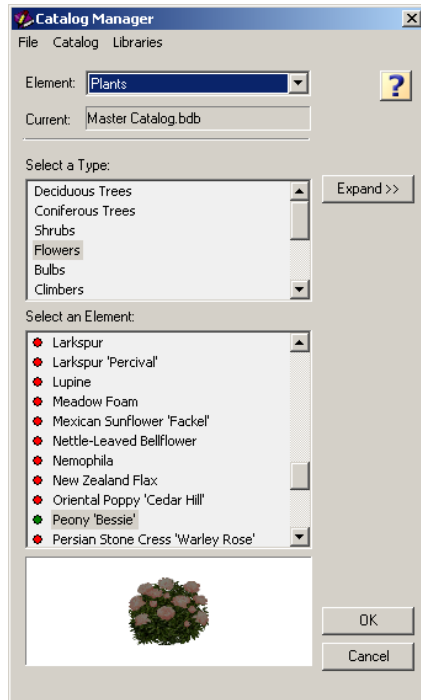 Catalog Manager
File Catalog Libraries
Element: Plants
?
Current: Master Catalog.bdb
Select a Type:
Deciduous Trees
Expand >>
Coniferous Trees
Shrubs
Flowers
Bulbs
Climbers
Select an Element:
Larkspur
Larkspur 'Percival'
Lupine
Meadow Foam
Mexican Sunflower 'Fackel'
Nettle-Leaved Bellflower
Nemophila
New Zealand Flax
Oriental Poppy 'Cedar Hill'
Peony 'Bessie'
Persian Stone Cress 'Warley Rose'
OK
Cancel